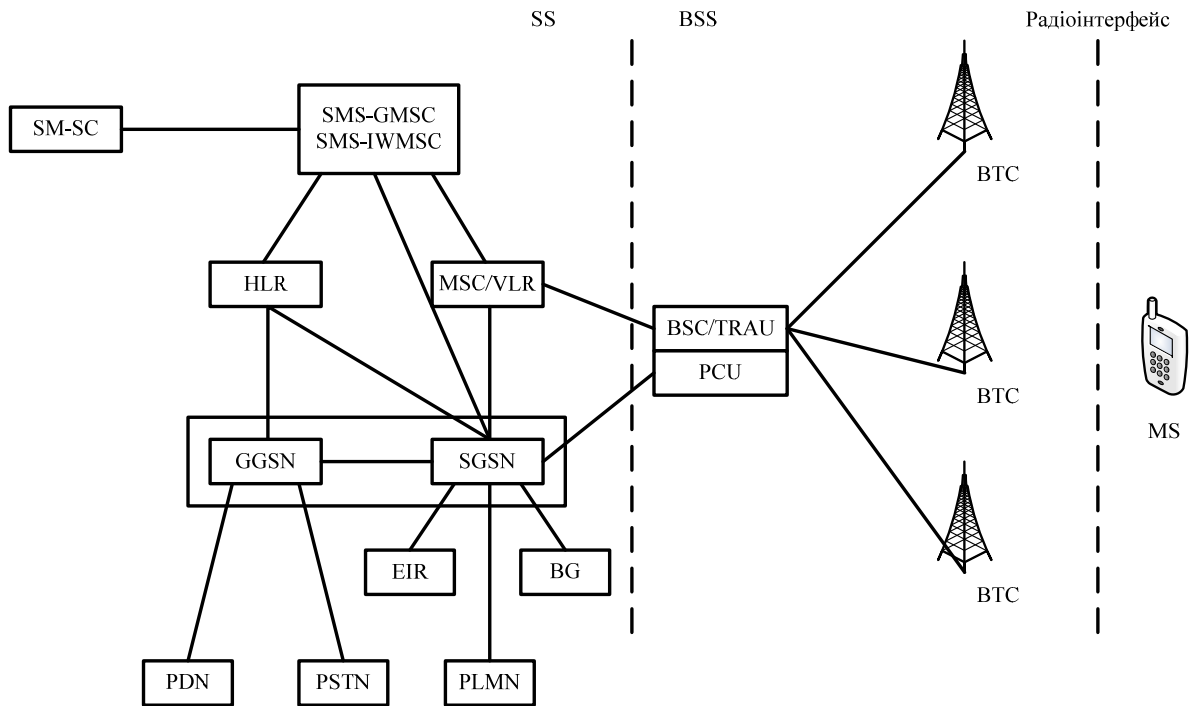 SS
BSS
Радіоінтерфейс
SM-SC
SMS-GMSC
SMS-IWMSC
BTC
HLR
MSC/VLR
BSC/TRAU
PCU
BTC
MS
GGSN
SGSN
EIR
BG
BTC
PDN
PSTN
PLMN